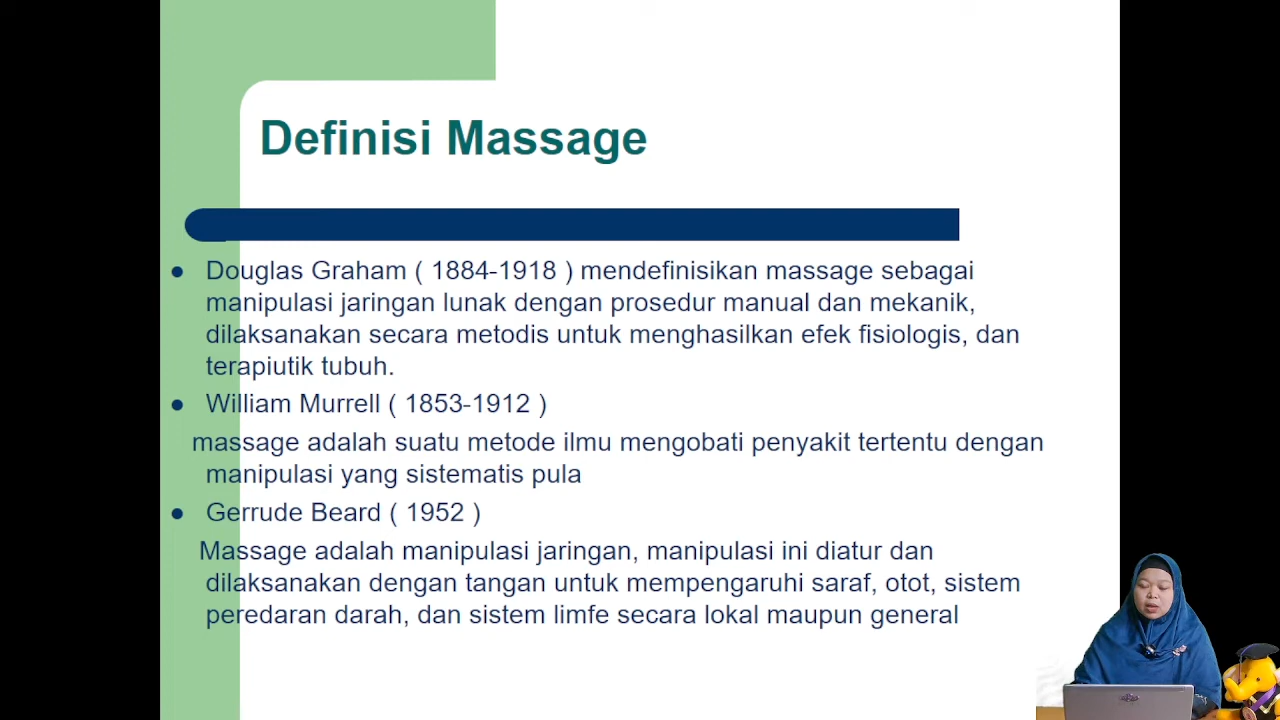 Definisi Massage
● Douglas Graham ( 1884-1918 ) mendefinisikan massage sebagai
manipulasi jaringan lunak dengan prosedur manual dan mekanik,
dilaksanakan secara metodis untuk menghasilkan efek fisiologis, dan
terapiutik tubuh.
● William Murrell ( 1853-1912 )
massage adalah suatu metode ilmu mengobati penyakit tertentu dengan
manipulasi yang sistematis pula
● Gerrude Beard ( 1952 )
Massage adalah manipulasi jaringan, manipulasi ini diatur dan
dilaksanakan dengan tangan untuk mempengaruhi saraf, otot, sistem
peredaran darah, dan sistem limfe secara lokal maupun general